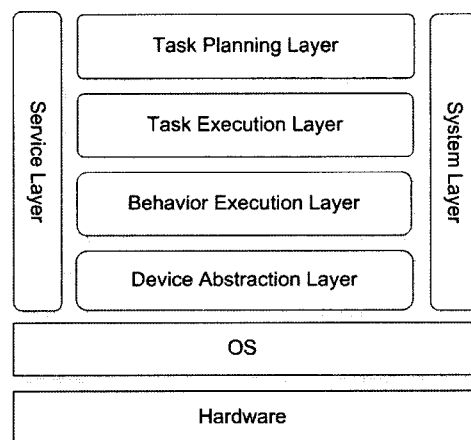 Task Planning Layer
Service Layer
Task Execution Layer
System Layer
Behavior Execution Layer
Device Abstraction Layer
OS
Hardware